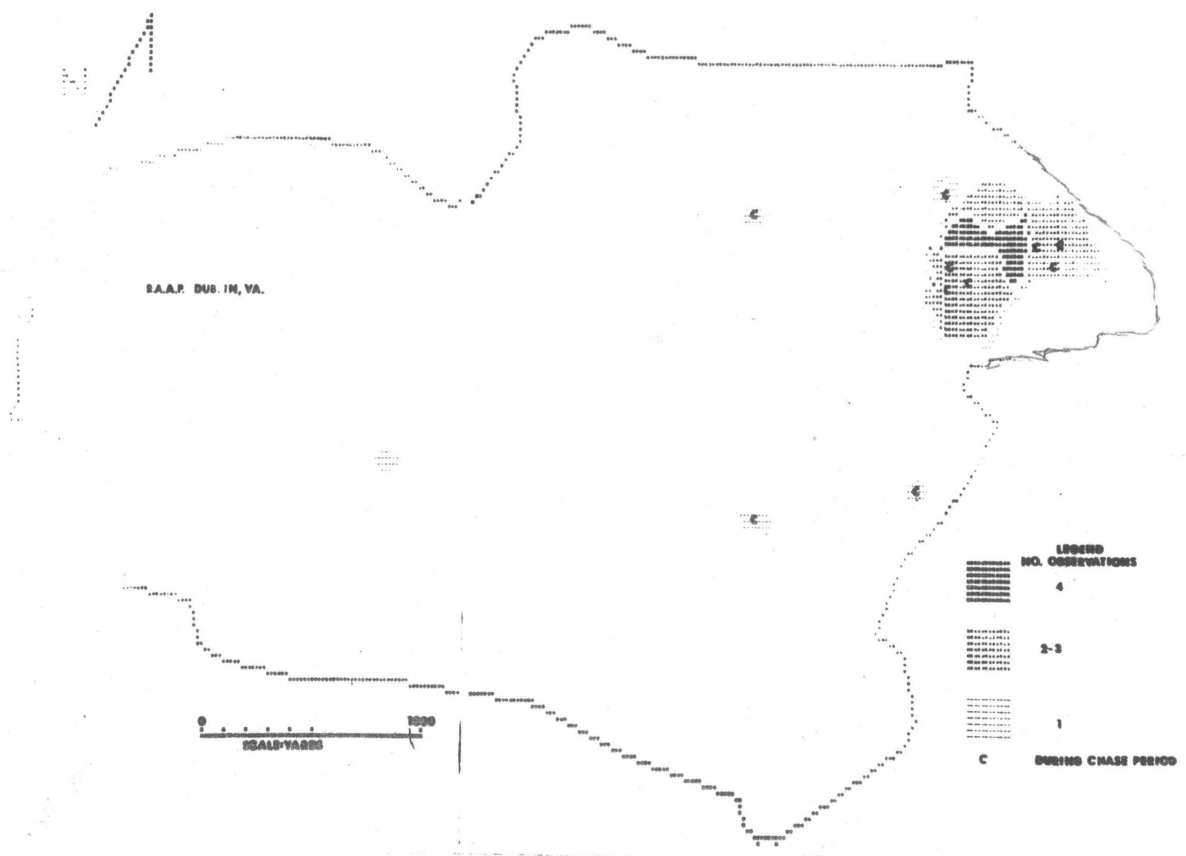 N
R.A.A.P. DUBLIN, VA.
C
C
C
C
C
C
C
C
C
LEGEND
NO. OBSERVATIONS
4
2-3
1
C DURING CHASE PERIOD
0 1000
SCALE:YARDS